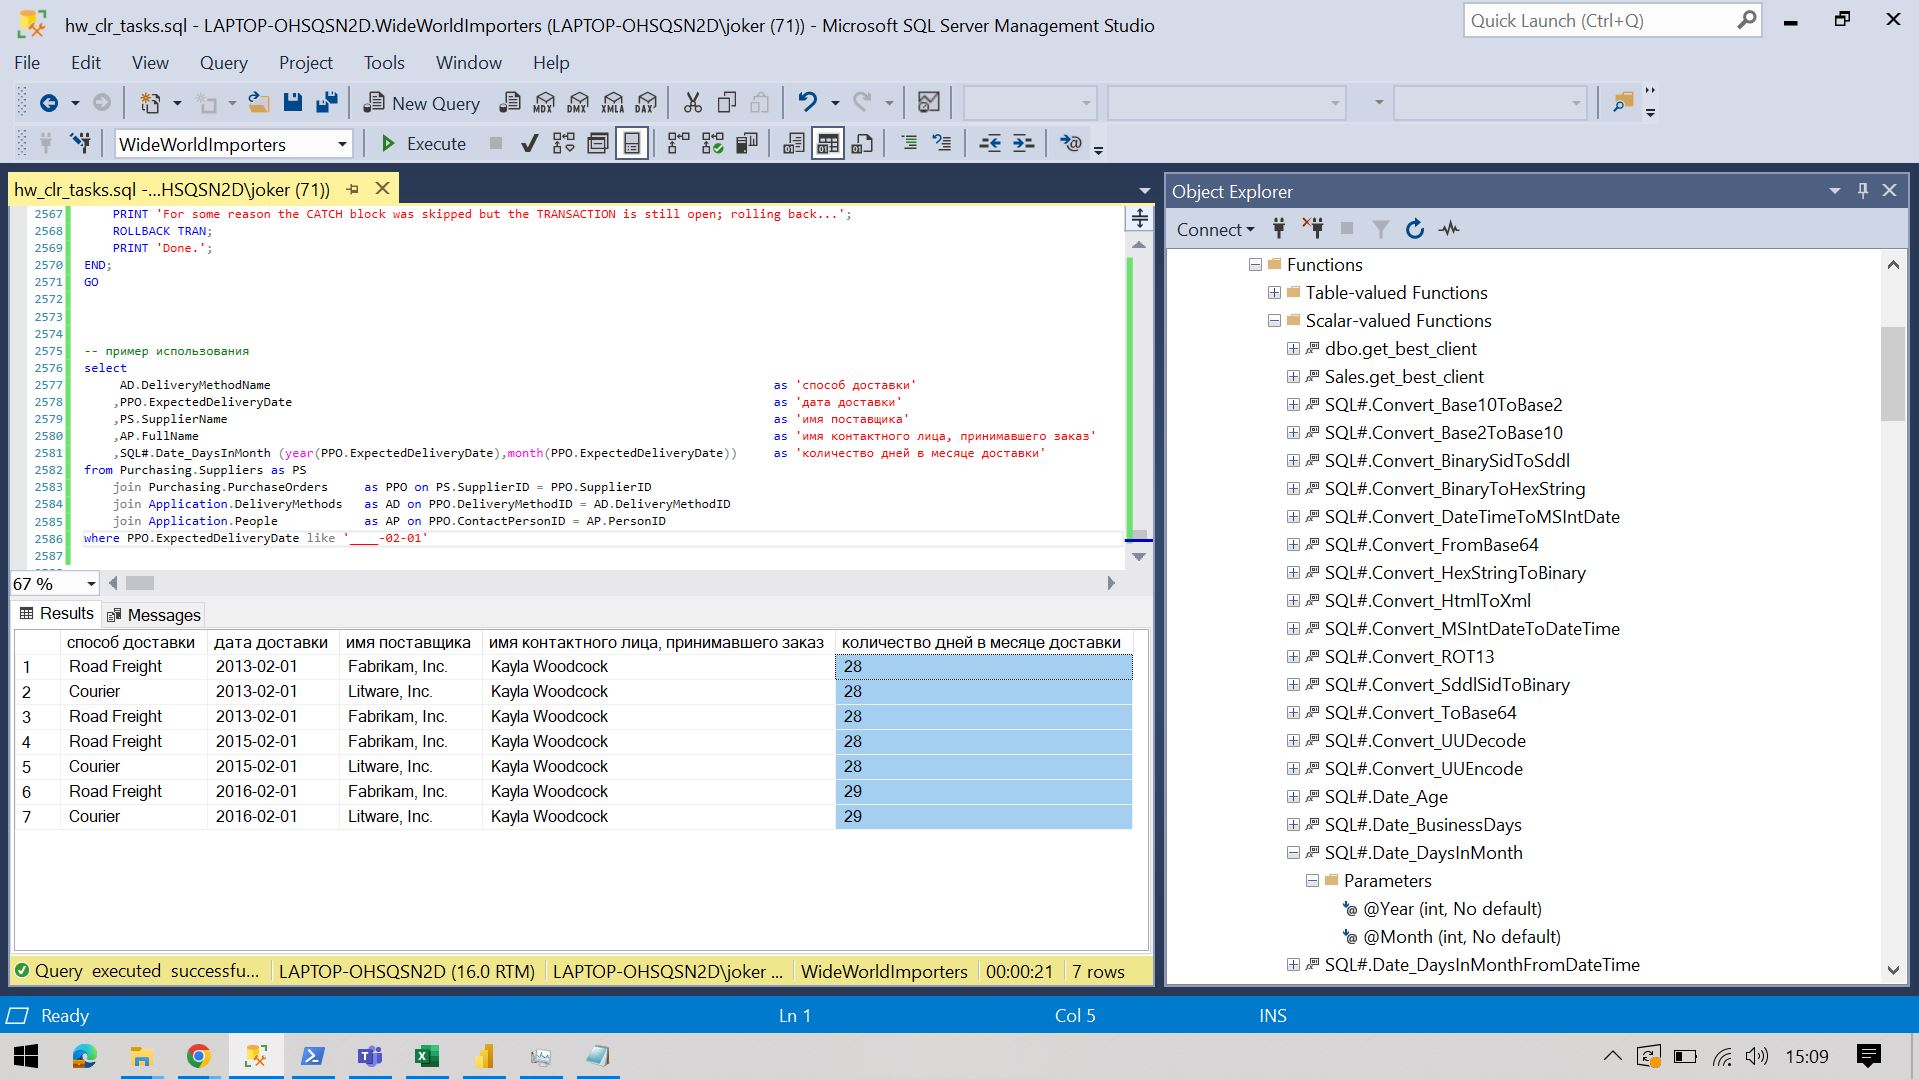 hw_clr_tasks.sql - LAPTOP-OHSQSN2D.WideWorldImporters (LAPTOP-OHSQSN2D\joker (71)) - Microsoft SQL Server Management Studio
Quick Launch (Ctrl+Q)
File Edit View Query Project Tools Window Help
New Query MDX DMX XMLA DAX
WideWorldImporters Execute
hw_clr_tasks.sql -...HSQSN2D\joker (71))
2567 PRINT 'For some reason the CATCH block was skipped but the TRANSACTION is still open; rolling back...';
2568 ROLLBACK TRAN;
2569 PRINT 'Done.';
2570 END;
2571 GO
2572
2573
2574
2575 -- пример использования
2576 select
2577 AD.DeliveryMethodName as 'способ доставки'
2578 ,PPO.ExpectedDeliveryDate as 'дата доставки'
2579 ,PS.SupplierName as 'имя поставщика'
2580 ,AP.FullName as 'имя контактного лица, принимавшего заказ'
2581 ,SQL#.Date_DaysInMonth (year(PPO.ExpectedDeliveryDate),month(PPO.ExpectedDeliveryDate)) as 'количество дней в месяце доставки'
2582 from Purchasing.Suppliers as PS
2583 join Purchasing.PurchaseOrders as PPO on PS.SupplierID = PPO.SupplierID
2584 join Application.DeliveryMethods as AD on PPO.DeliveryMethodID = AD.DeliveryMethodID
2585 join Application.People as AP on PPO.ContactPersonID = AP.PersonID
2586 where PPO.ExpectedDeliveryDate like '____-02-01'
2587
67 %
Results Messages
способ доставки дата доставки имя поставщика имя контактного лица, принимавшего заказ количество дней в месяце доставки
1 Road Freight 2013-02-01 Fabrikam, Inc. Kayla Woodcock 28
2 Courier 2013-02-01 Litware, Inc. Kayla Woodcock 28
3 Road Freight 2013-02-01 Fabrikam, Inc. Kayla Woodcock 28
4 Road Freight 2015-02-01 Fabrikam, Inc. Kayla Woodcock 28
5 Courier 2015-02-01 Litware, Inc. Kayla Woodcock 28
6 Road Freight 2016-02-01 Fabrikam, Inc. Kayla Woodcock 29
7 Courier 2016-02-01 Litware, Inc. Kayla Woodcock 29
Query executed successfu... LAPTOP-OHSQSN2D (16.0 RTM) LAPTOP-OHSQSN2D\joker ... WideWorldImporters 00:00:21 7 rows
Object Explorer
Connect
Functions
Table-valued Functions
Scalar-valued Functions
dbo.get_best_client
Sales.get_best_client
SQL#.Convert_Base10ToBase2
SQL#.Convert_Base2ToBase10
SQL#.Convert_BinarySidToSddl
SQL#.Convert_BinaryToHexString
SQL#.Convert_DateTimeToMSIntDate
SQL#.Convert_FromBase64
SQL#.Convert_HexStringToBinary
SQL#.Convert_HtmlToXml
SQL#.Convert_MSIntDateToDateTime
SQL#.Convert_ROT13
SQL#.Convert_SddlSidToBinary
SQL#.Convert_ToBase64
SQL#.Convert_UUDecode
SQL#.Convert_UUEncode
SQL#.Date_Age
SQL#.Date_BusinessDays
SQL#.Date_DaysInMonth
Parameters
@Year (int, No default)
@Month (int, No default)
SQL#.Date_DaysInMonthFromDateTime
Ready Ln 1 Col 5 INS
15:09